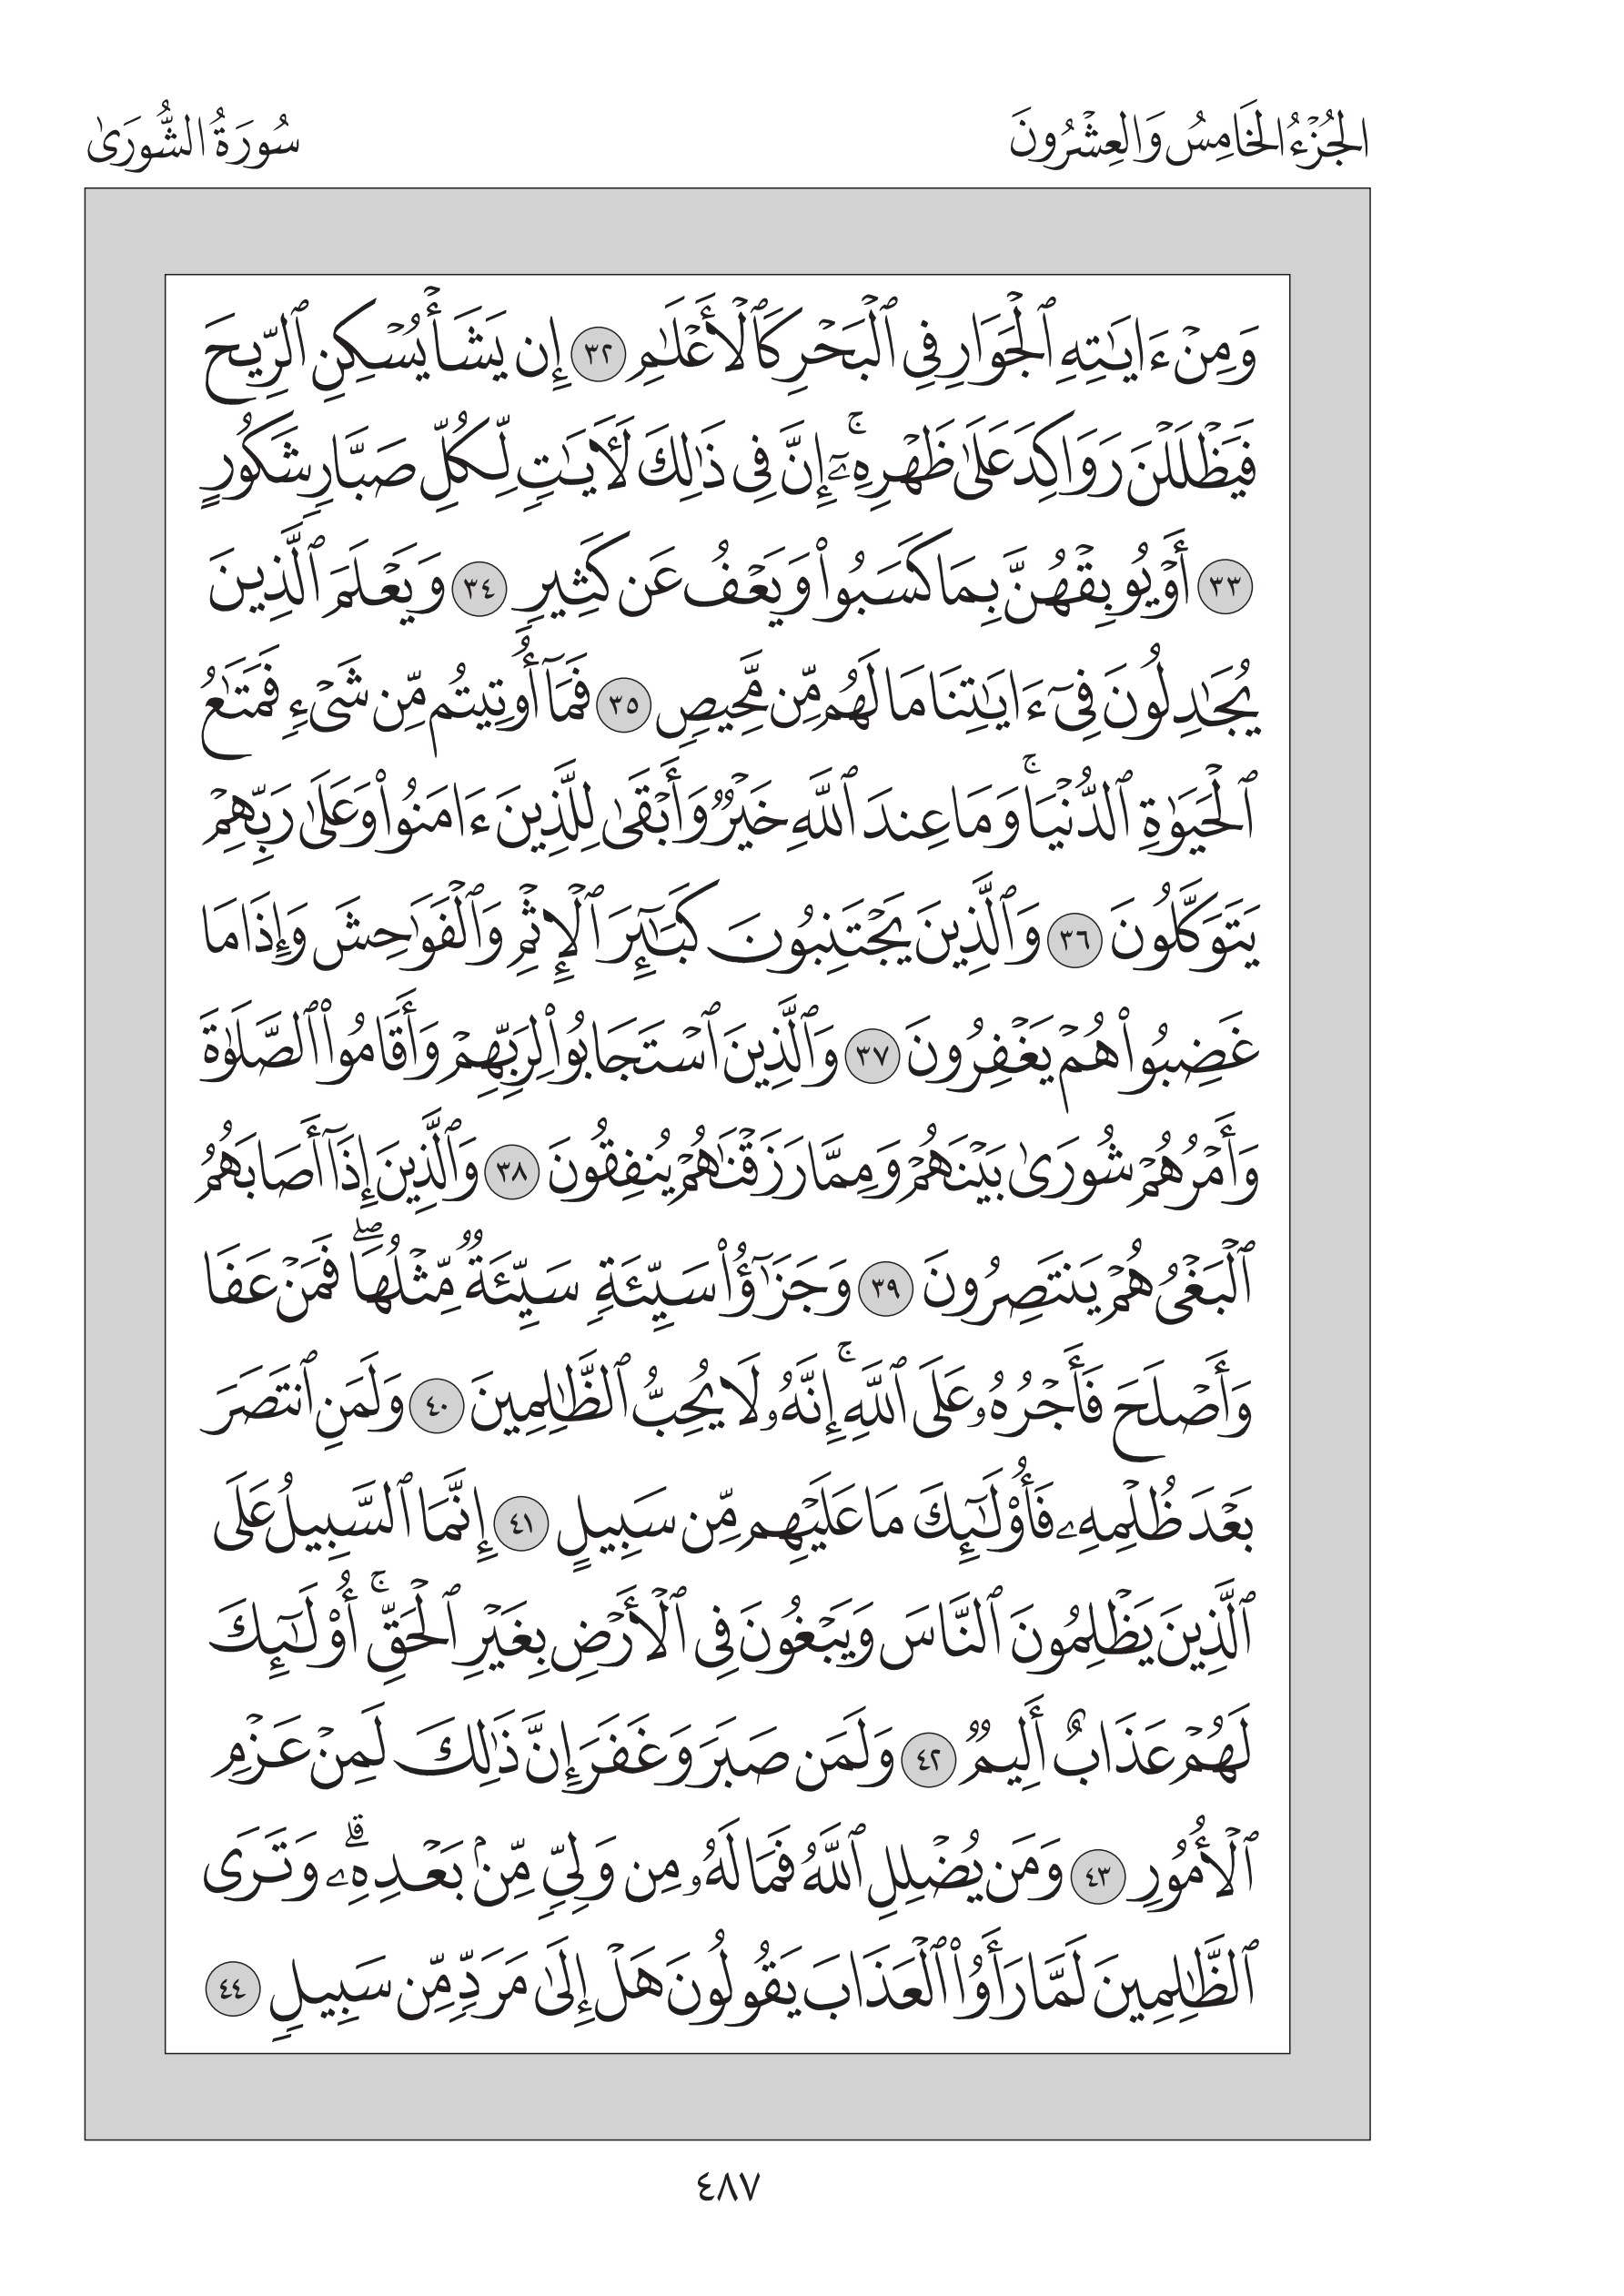 الجُزْءُ الخَامِسُ وَالعِشْرُونَ
سُورَةُ الشُّورَىٰ
وَمِنْ ءَايَـٰتِهِ ٱلْجَوَارِ فِى ٱلْبَحْرِ كَٱلْأَعْلَـٰمِ ٣٢ إِن يَشَأْ يُسْكِنِ ٱلرِّيحَ
فَيَظْلَلْنَ رَوَاكِدَ عَلَىٰ ظَهْرِهِۦٓ ۚ إِنَّ فِى ذَٰلِكَ لَـَٔايَـٰتٍ لِّكُلِّ صَبَّارٍ شَكُورٍ
٣٣ أَوْ يُوبِقْهُنَّ بِمَا كَسَبُوا۟ وَيَعْفُ عَن كَثِيرٍ ٣٤ وَيَعْلَمَ ٱلَّذِينَ
يُجَـٰدِلُونَ فِىٓ ءَايَـٰتِنَا مَا لَهُم مِّن مَّحِيصٍ ٣٥ فَمَآ أُوتِيتُم مِّن شَىْءٍ فَمَتَـٰعُ
ٱلْحَيَوٰةِ ٱلدُّنْيَا ۚ وَمَا عِندَ ٱللَّهِ خَيْرٌ وَأَبْقَىٰ لِلَّذِينَ ءَامَنُوا۟ وَعَلَىٰ رَبِّهِمْ
يَتَوَكَّلُونَ ٣٦ وَٱلَّذِينَ يَجْتَنِبُونَ كَبَـٰٓئِرَ ٱلْإِثْمِ وَٱلْفَوَٰحِشَ وَإِذَا مَا
غَضِبُوا۟ هُمْ يَغْفِرُونَ ٣٧ وَٱلَّذِينَ ٱسْتَجَابُوا۟ لِرَبِّهِمْ وَأَقَامُوا۟ ٱلصَّلَوٰةَ
وَأَمْرُهُمْ شُورَىٰ بَيْنَهُمْ وَمِمَّا رَزَقْنَـٰهُمْ يُنفِقُونَ ٣٨ وَٱلَّذِينَ إِذَآ أَصَابَهُمُ
ٱلْبَغْىُ هُمْ يَنتَصِرُونَ ٣٩ وَجَزَٰٓؤُا۟ سَيِّئَةٍ سَيِّئَةٌ مِّثْلُهَا ۖ فَمَنْ عَفَا
وَأَصْلَحَ فَأَجْرُهُۥ عَلَى ٱللَّهِ ۚ إِنَّهُۥ لَا يُحِبُّ ٱلظَّـٰلِمِينَ ٤٠ وَلَمَنِ ٱنتَصَرَ
بَعْدَ ظُلْمِهِۦ فَأُو۟لَـٰٓئِكَ مَا عَلَيْهِم مِّن سَبِيلٍ ٤١ إِنَّمَا ٱلسَّبِيلُ عَلَى
ٱلَّذِينَ يَظْلِمُونَ ٱلنَّاسَ وَيَبْغُونَ فِى ٱلْأَرْضِ بِغَيْرِ ٱلْحَقِّ ۚ أُو۟لَـٰٓئِكَ
لَهُمْ عَذَابٌ أَلِيمٌ ٤٢ وَلَمَن صَبَرَ وَغَفَرَ إِنَّ ذَٰلِكَ لَمِنْ عَزْمِ
ٱلْأُمُورِ ٤٣ وَمَن يُضْلِلِ ٱللَّهُ فَمَا لَهُۥ مِن وَلِىٍّ مِّنۢ بَعْدِهِۦ ۗ وَتَرَى
ٱلظَّـٰلِمِينَ لَمَّا رَأَوُا۟ ٱلْعَذَابَ يَقُولُونَ هَلْ إِلَىٰ مَرَدٍّ مِّن سَبِيلٍ ٤٤
٤٨٧